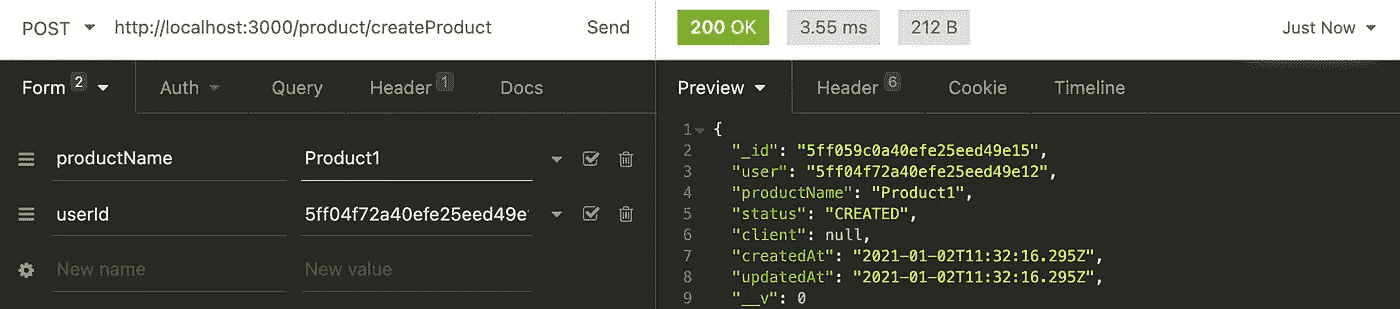 POST http://localhost:3000/product/createProduct Send 200 OK 3.55 ms 212 B Just Now
Form 2 Auth Query Header 1 Docs
productName Product1
userId 5ff04f72a40efe25eed49e
New name New value
Preview Header 6 Cookie Timeline
1 {
2 "_id": "5ff059c0a40efe25eed49e15",
3 "user": "5ff04f72a40efe25eed49e12",
4 "productName": "Product1",
5 "status": "CREATED",
6 "client": null,
7 "createdAt": "2021-01-02T11:32:16.295Z",
8 "updatedAt": "2021-01-02T11:32:16.295Z",
9 "__v": 0